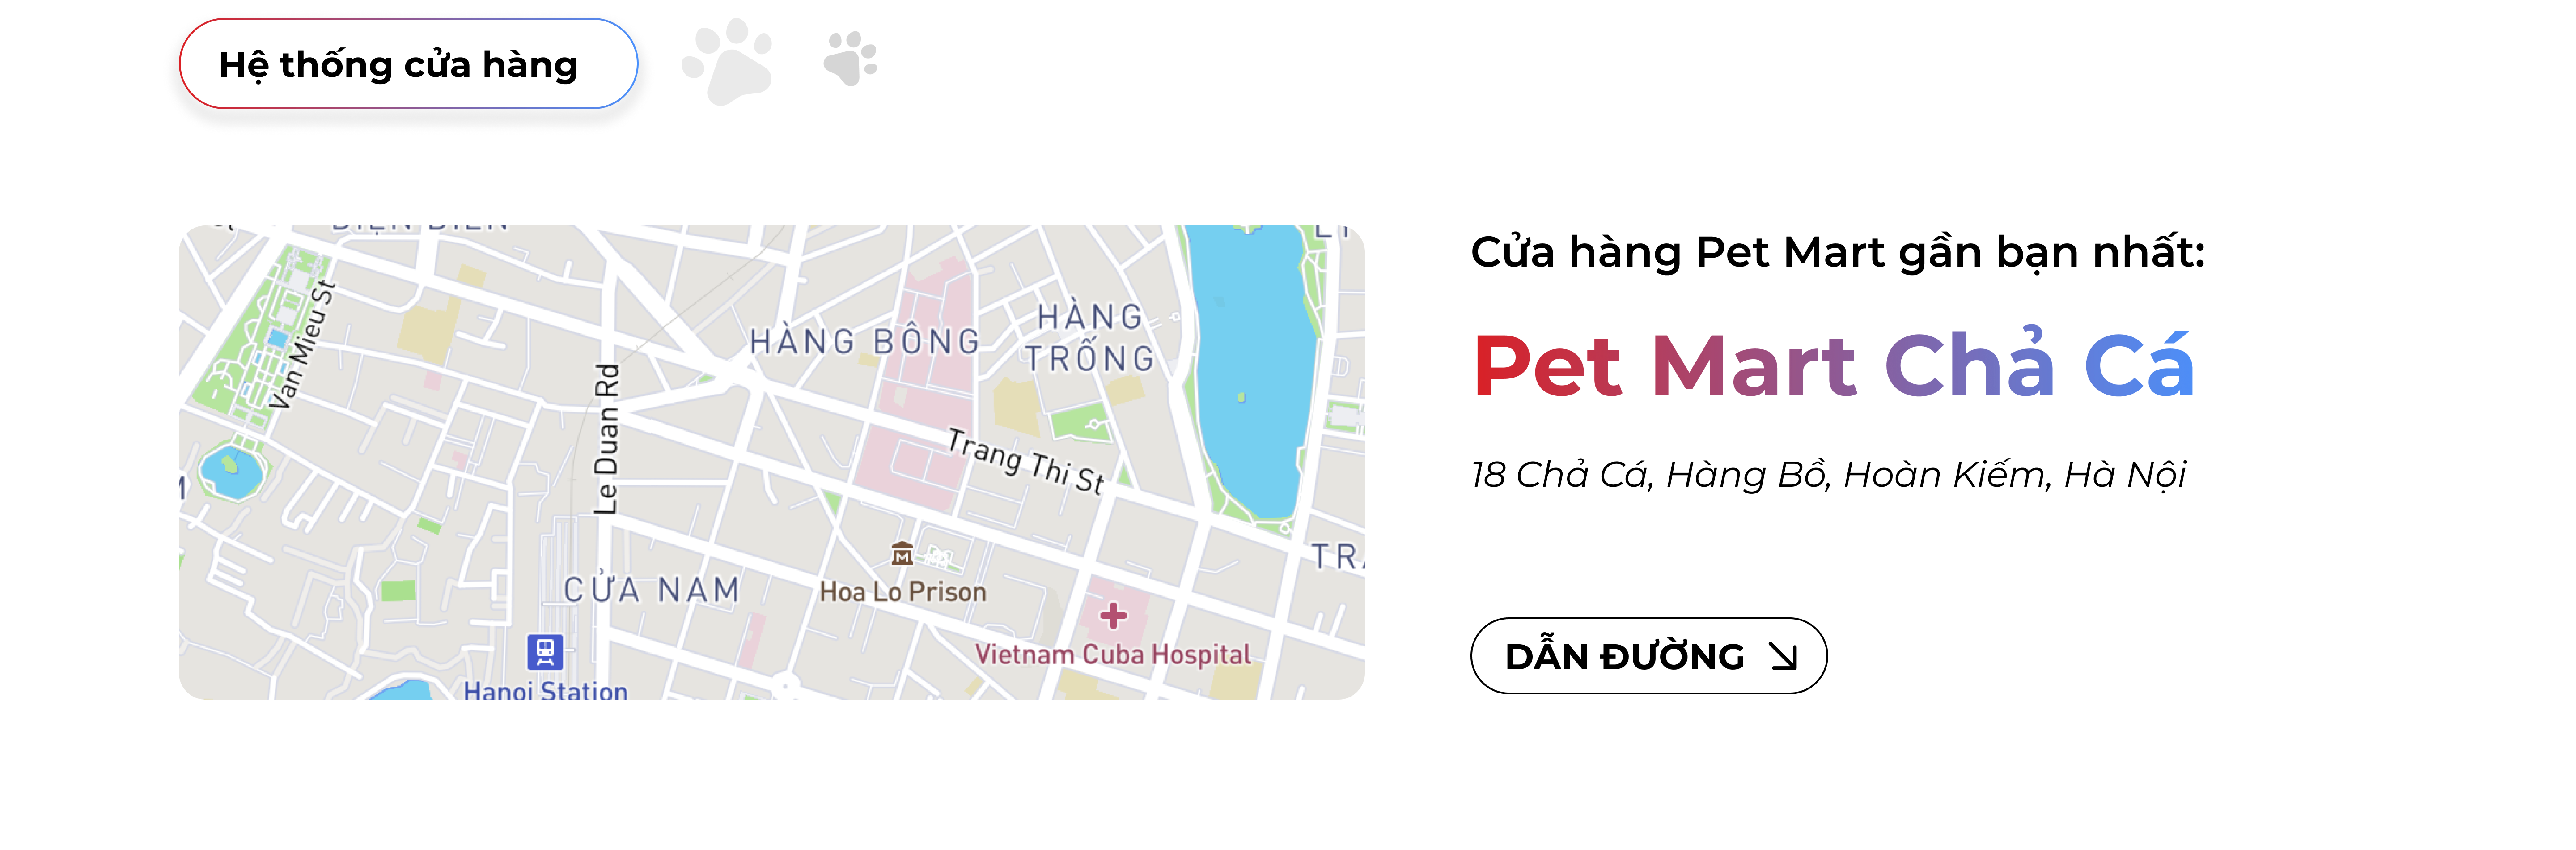 Hệ thống cửa hàng
Cửa hàng Pet Mart gần bạn nhất:
Pet Mart Chả Cá
18 Chả Cá, Hàng Bồ, Hoàn Kiếm, Hà Nội
DẪN ĐƯỜNG
Van Mieu St
Le Duan Rd
HÀNG BÔNG
HÀNG
TRỐNG
Trang Thi St
CỬA NAM
Hoa Lo Prison
Vietnam Cuba Hospital
Hanoi Station